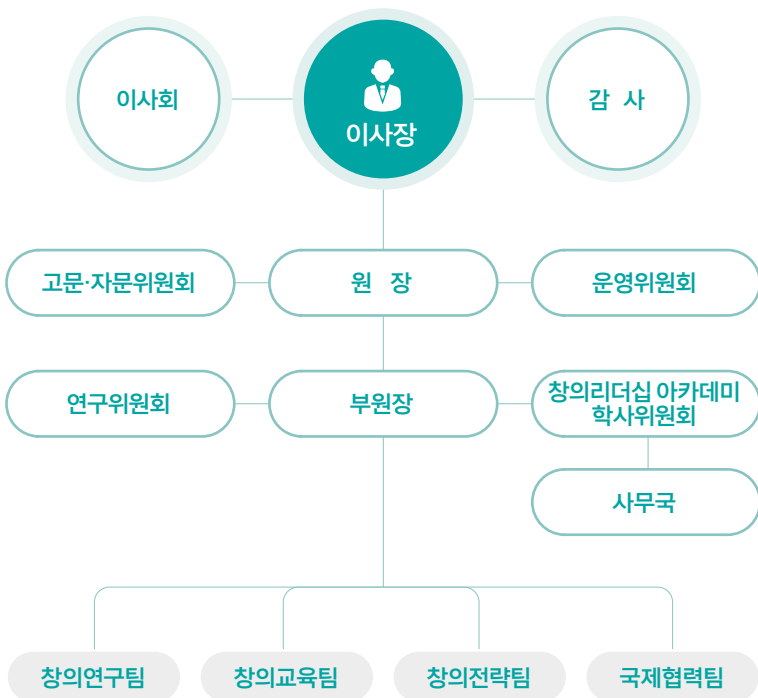 이사회
이사장
감 사
고문·자문위원회
원 장
운영위원회
연구위원회
부원장
창의리더십 아카데미
학사위원회
사무국
창의연구팀
창의교육팀
창의전략팀
국제협력팀